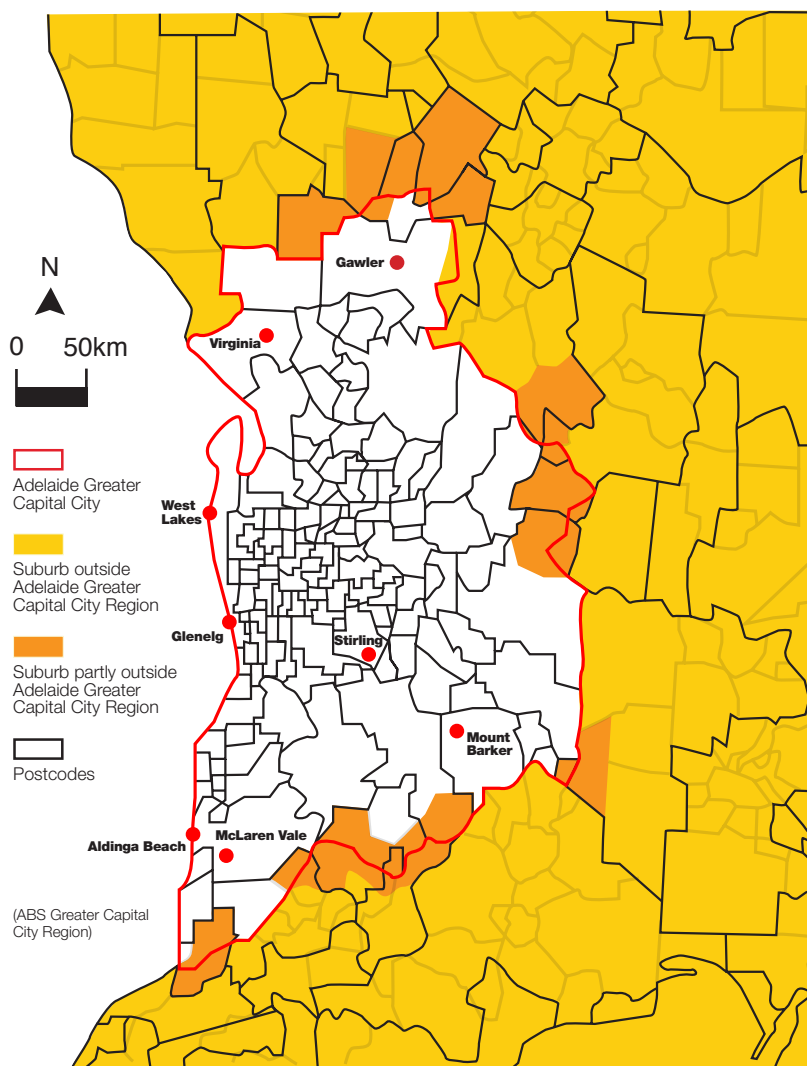 Gawler
N
Virginia
0 50km
Adelaide Greater
Capital City
West
Lakes
Suburb outside
Adelaide Greater
Capital City Region
Glenelg
Stirling
Suburb partly outside
Adelaide Greater
Capital City Region
Mount
Barker
Postcodes
Aldinga Beach
McLaren Vale
(ABS Greater Capital
City Region)